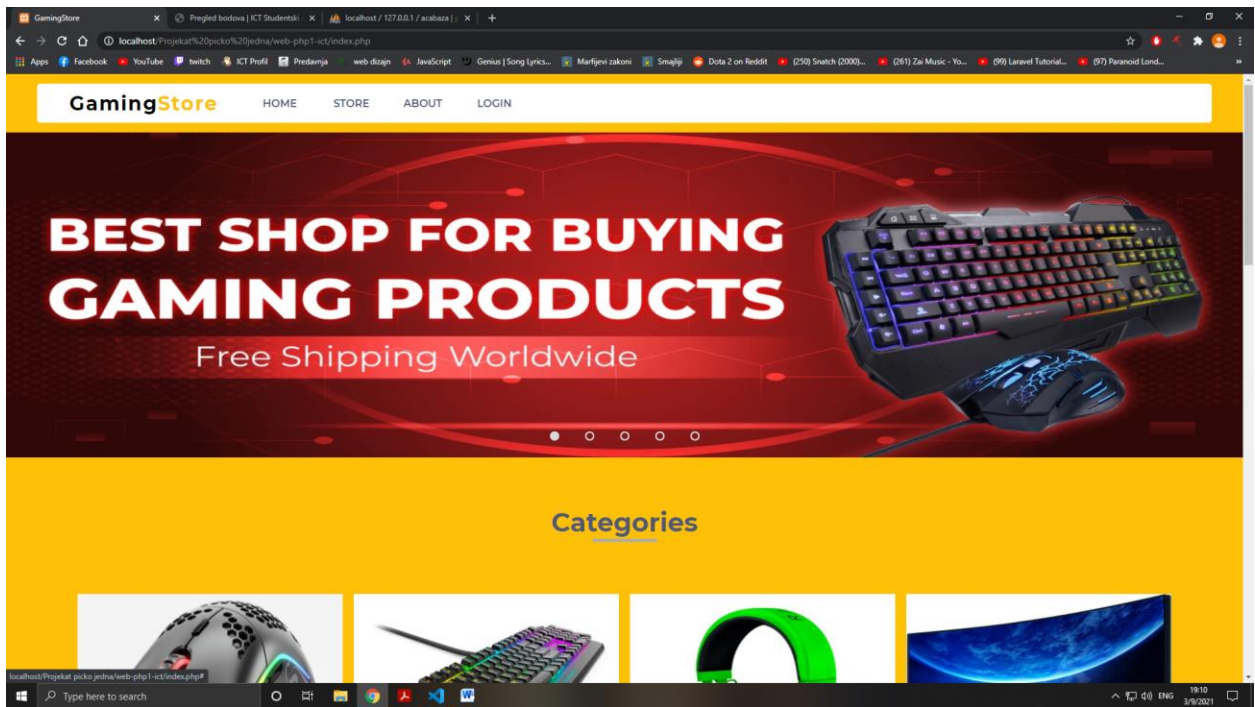 GamingStore
Pregled bodova | ICT Studentski
localhost / 127.0.0.1 / acabaza |
localhost/Projekat%20picko%20jedna/web-php1-ict/index.php
Apps Facebook YouTube twitch ICT Profil Predavnja web dizajn JavaScript Genius | Song Lyrics... Marfijevi zakoni Smajliji Dota 2 on Reddit (250) Snatch (2000)... (261) Zai Music - Yo... (99) Laravel Tutorial... (97) Paranoid Lond... »
GamingStore HOME STORE ABOUT LOGIN
BEST SHOP FOR BUYING
GAMING PRODUCTS
Free Shipping Worldwide
Categories
localhost/Projekat picko jedna/web-php1-ict/index.php#
Type here to search
ENG
19:10
3/9/2021